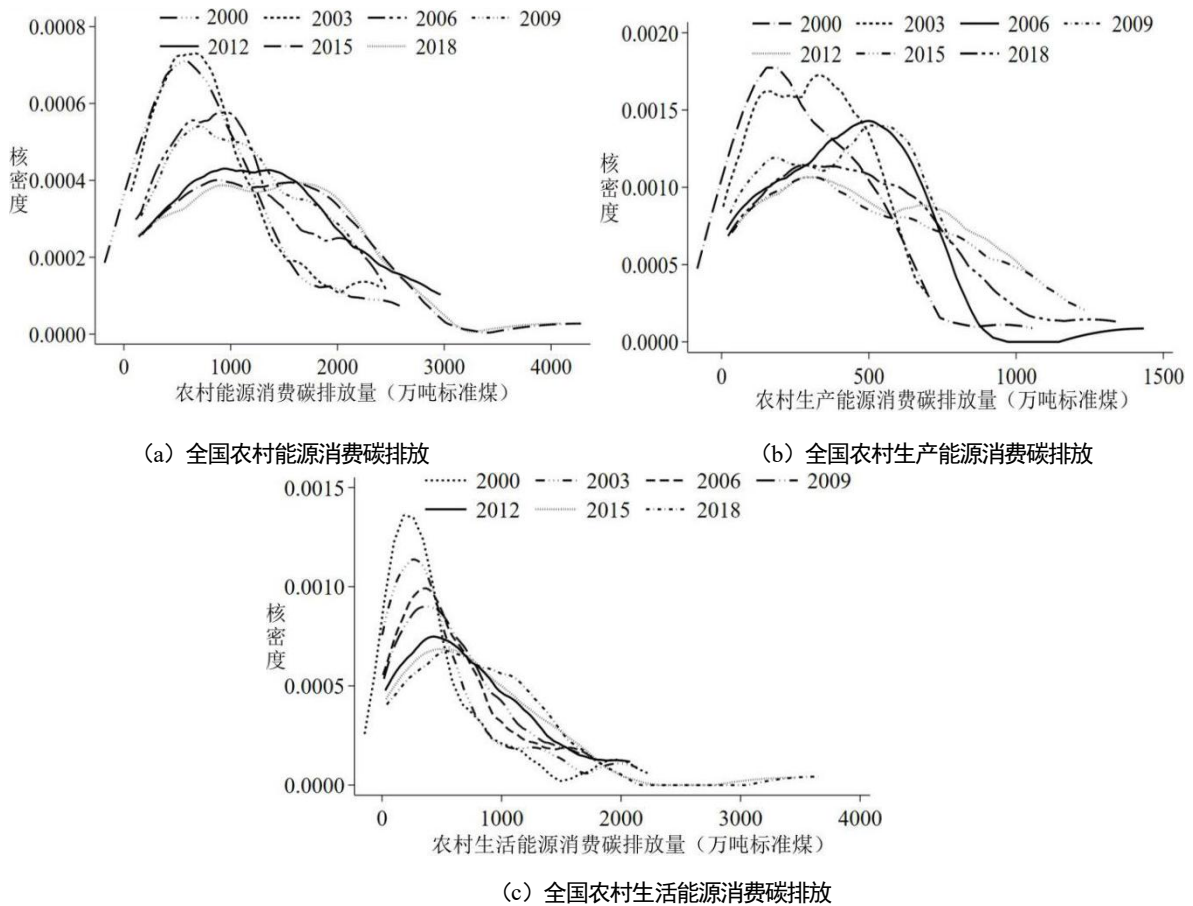 0.0008
0.0006
0.0004
0.0002
0.0000
核密度
2000 2003 2006 2009
2012 2015 2018
0 1000 2000 3000 4000
农村能源消费碳排放量（万吨标准煤）
（a）全国农村能源消费碳排放
0.0020
0.0015
0.0010
0.0005
0.0000
核密度
2000 2003 2006 2009
2012 2015 2018
0 500 1000 1500
农村生产能源消费碳排放量（万吨标准煤）
（b）全国农村生产能源消费碳排放
0.0015
0.0010
0.0005
0.0000
核密度
2000 2003 2006 2009
2012 2015 2018
0 1000 2000 3000 4000
农村生活能源消费碳排放量（万吨标准煤）
（c）全国农村生活能源消费碳排放